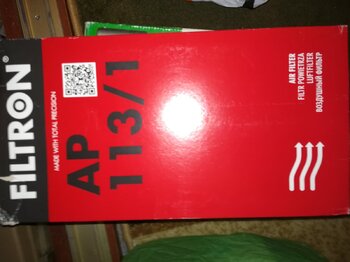 FILTRON®
MADE WITH TOTAL PRECISION
AP
113/1
AIR FILTER
FILTR POWIETRZA
LUFTFILTER
ВОЗДУШНЫЙ ФИЛЬТР